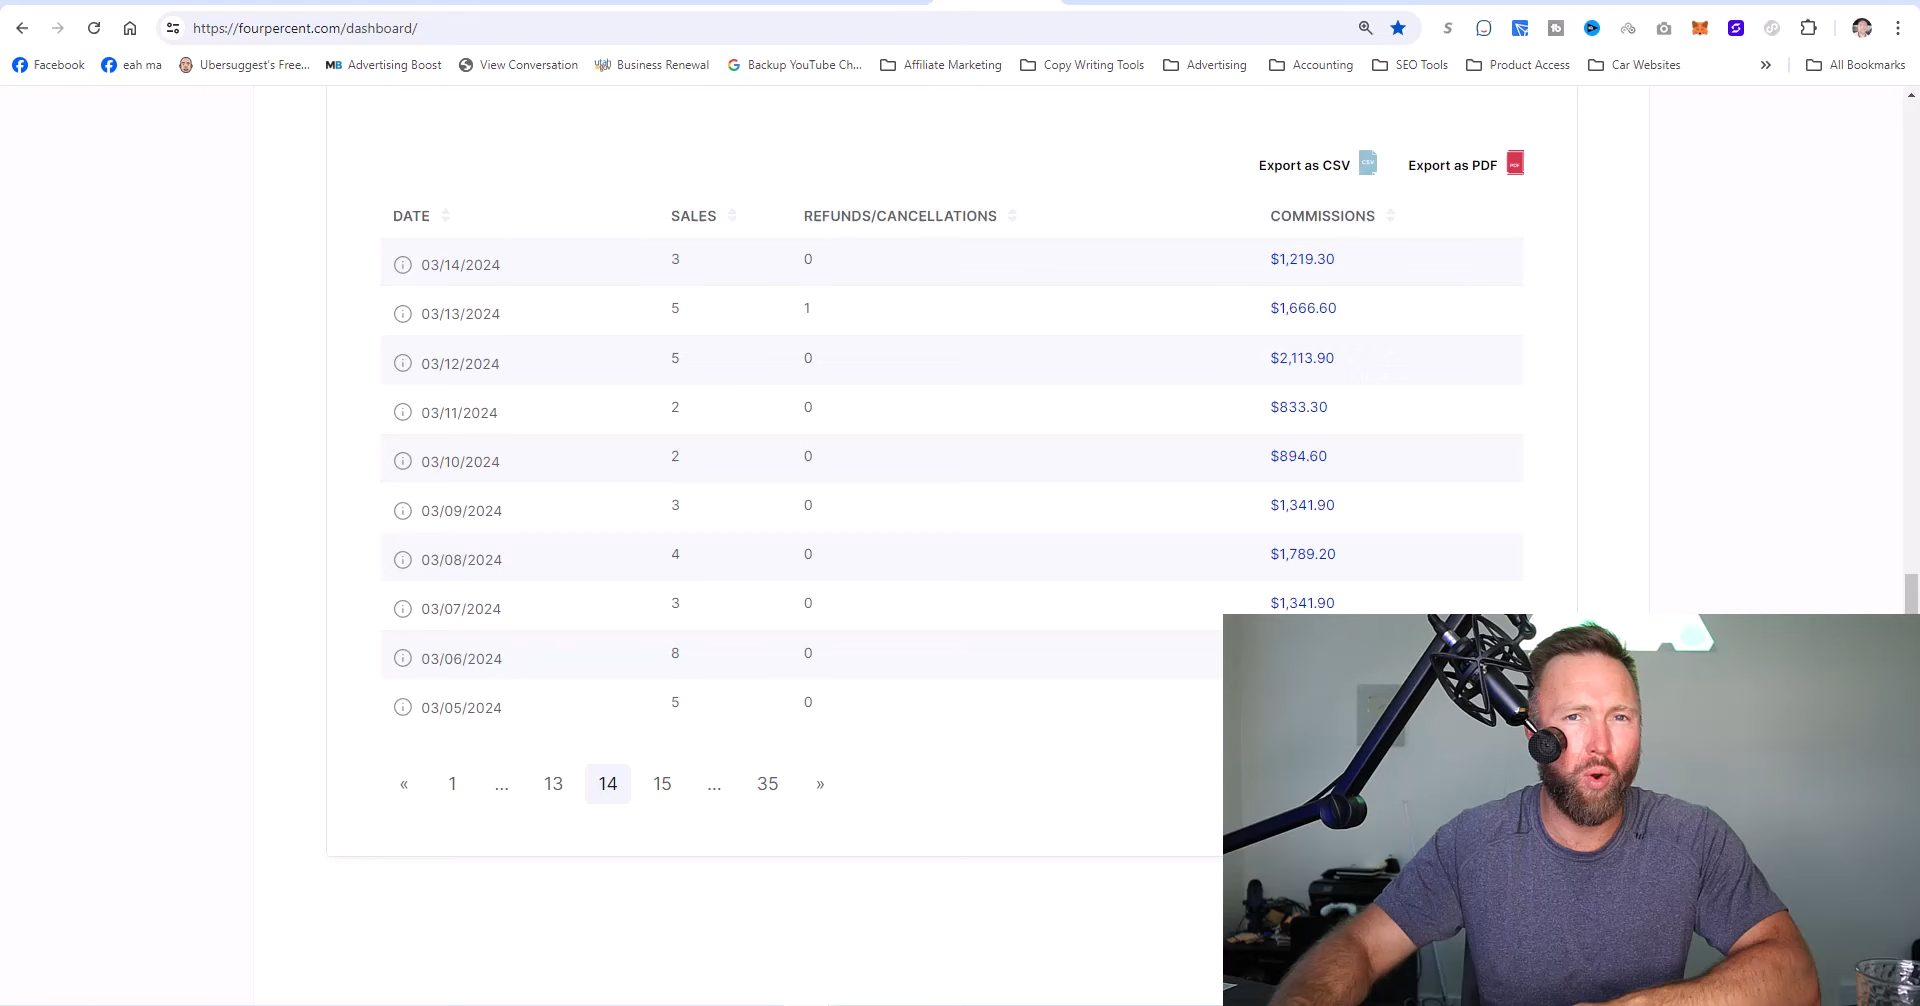 https://fourpercent.com/dashboard/
Facebook eah ma Ubersuggest's Free... MB Advertising Boost View Conversation Business Renewal Backup YouTube Ch... Affiliate Marketing Copy Writing Tools Advertising Accounting SEO Tools Product Access Car Websites » All Bookmarks
Export as CSV CSV Export as PDF PDF
DATE SALES REFUNDS/CANCELLATIONS COMMISSIONS
03/14/2024 3 0 $1,219.30
03/13/2024 5 1 $1,666.60
03/12/2024 5 0 $2,113.90
03/11/2024 2 0 $833.30
03/10/2024 2 0 $894.60
03/09/2024 3 0 $1,341.90
03/08/2024 4 0 $1,789.20
03/07/2024 3 0 $1,341.90
03/06/2024 8 0
03/05/2024 5 0
« 1 ... 13 14 15 ... 35 »